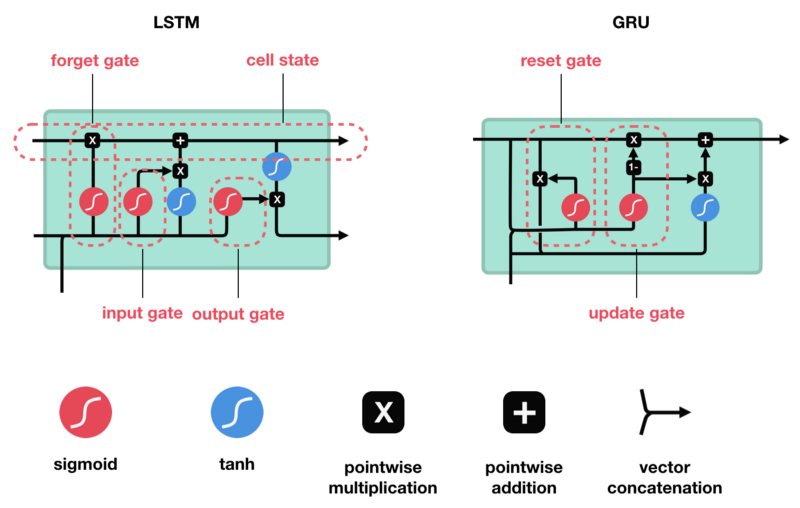 LSTM
GRU
forget gate
cell state
reset gate
x
+
x
x
x
1-
x
+
x
input gate
output gate
update gate
X
+
sigmoid
tanh
pointwise
multiplication
pointwise
addition
vector
concatenation